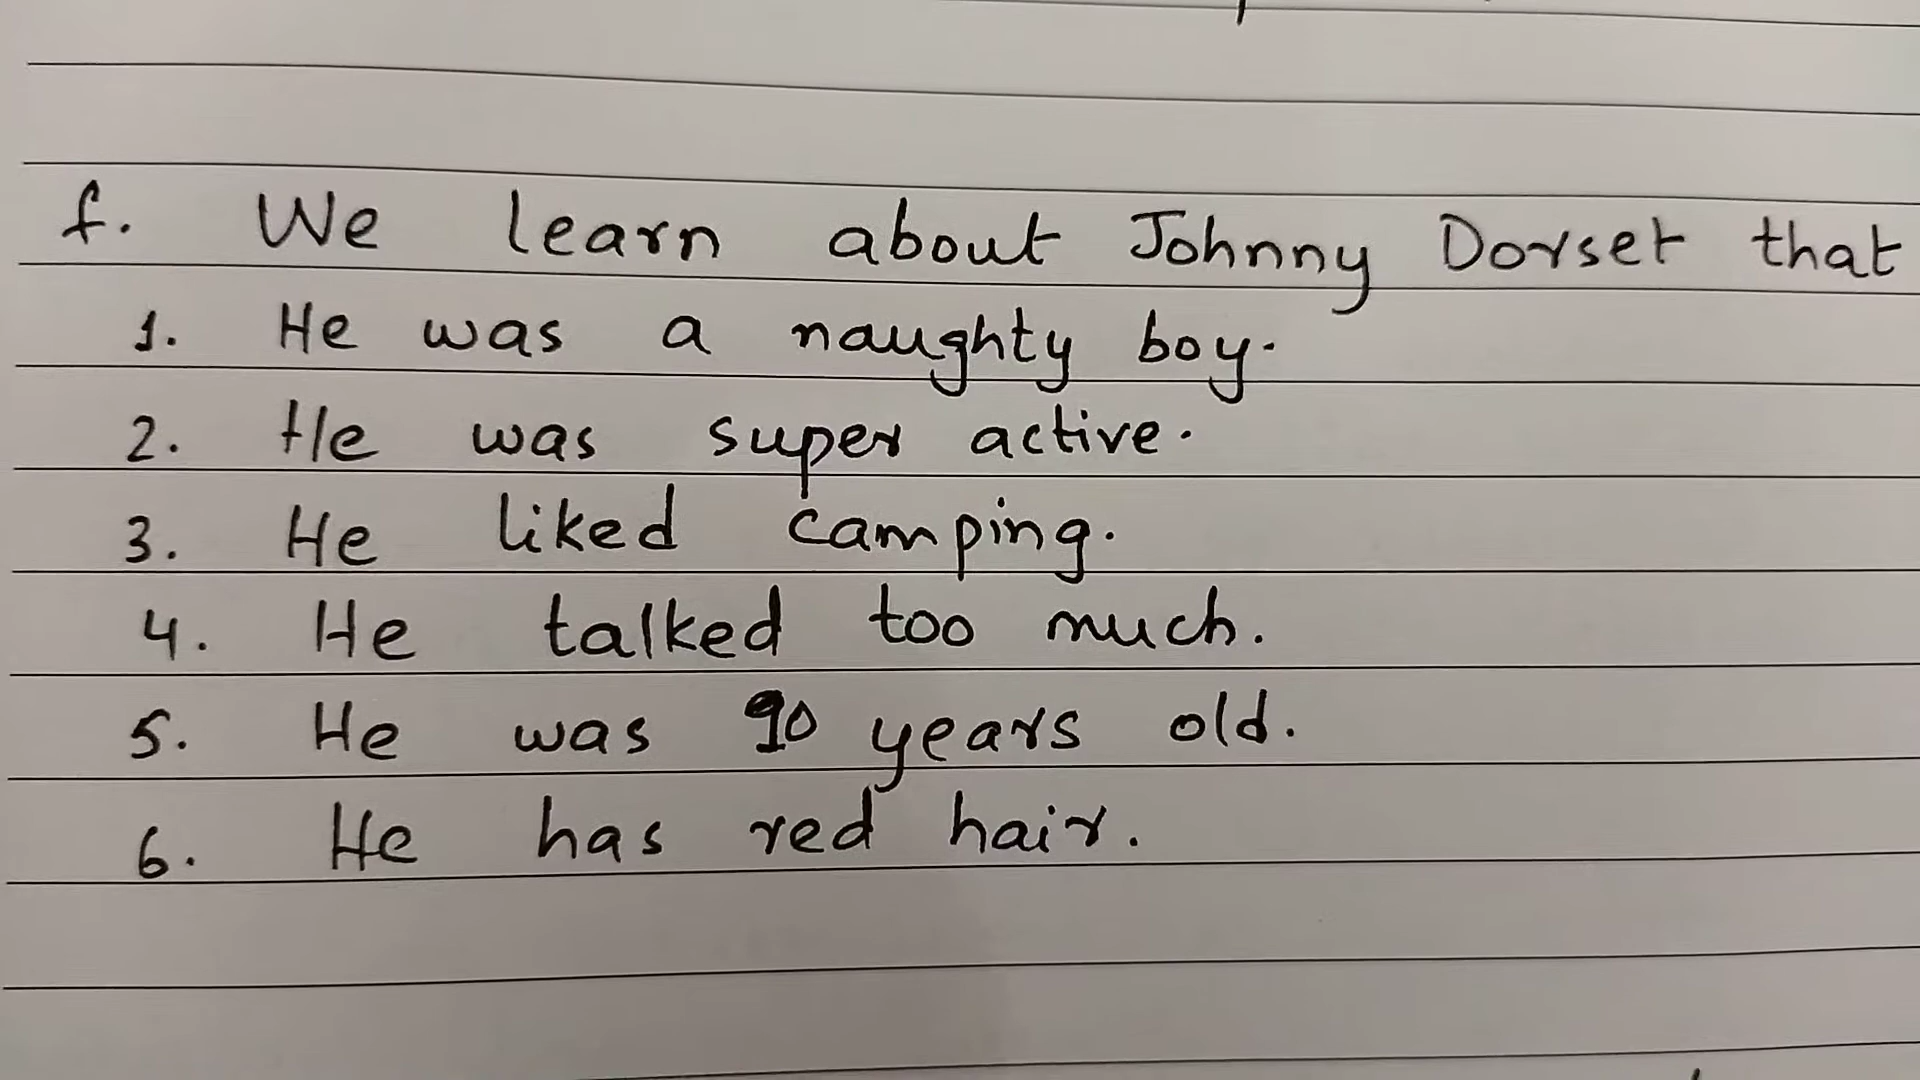 f. We learn about Johnny Dorset that
1. He was a naughty boy.
2. He was super active.
3. He liked camping.
4. He talked too much.
5. He was years old.
6. He has red hair.